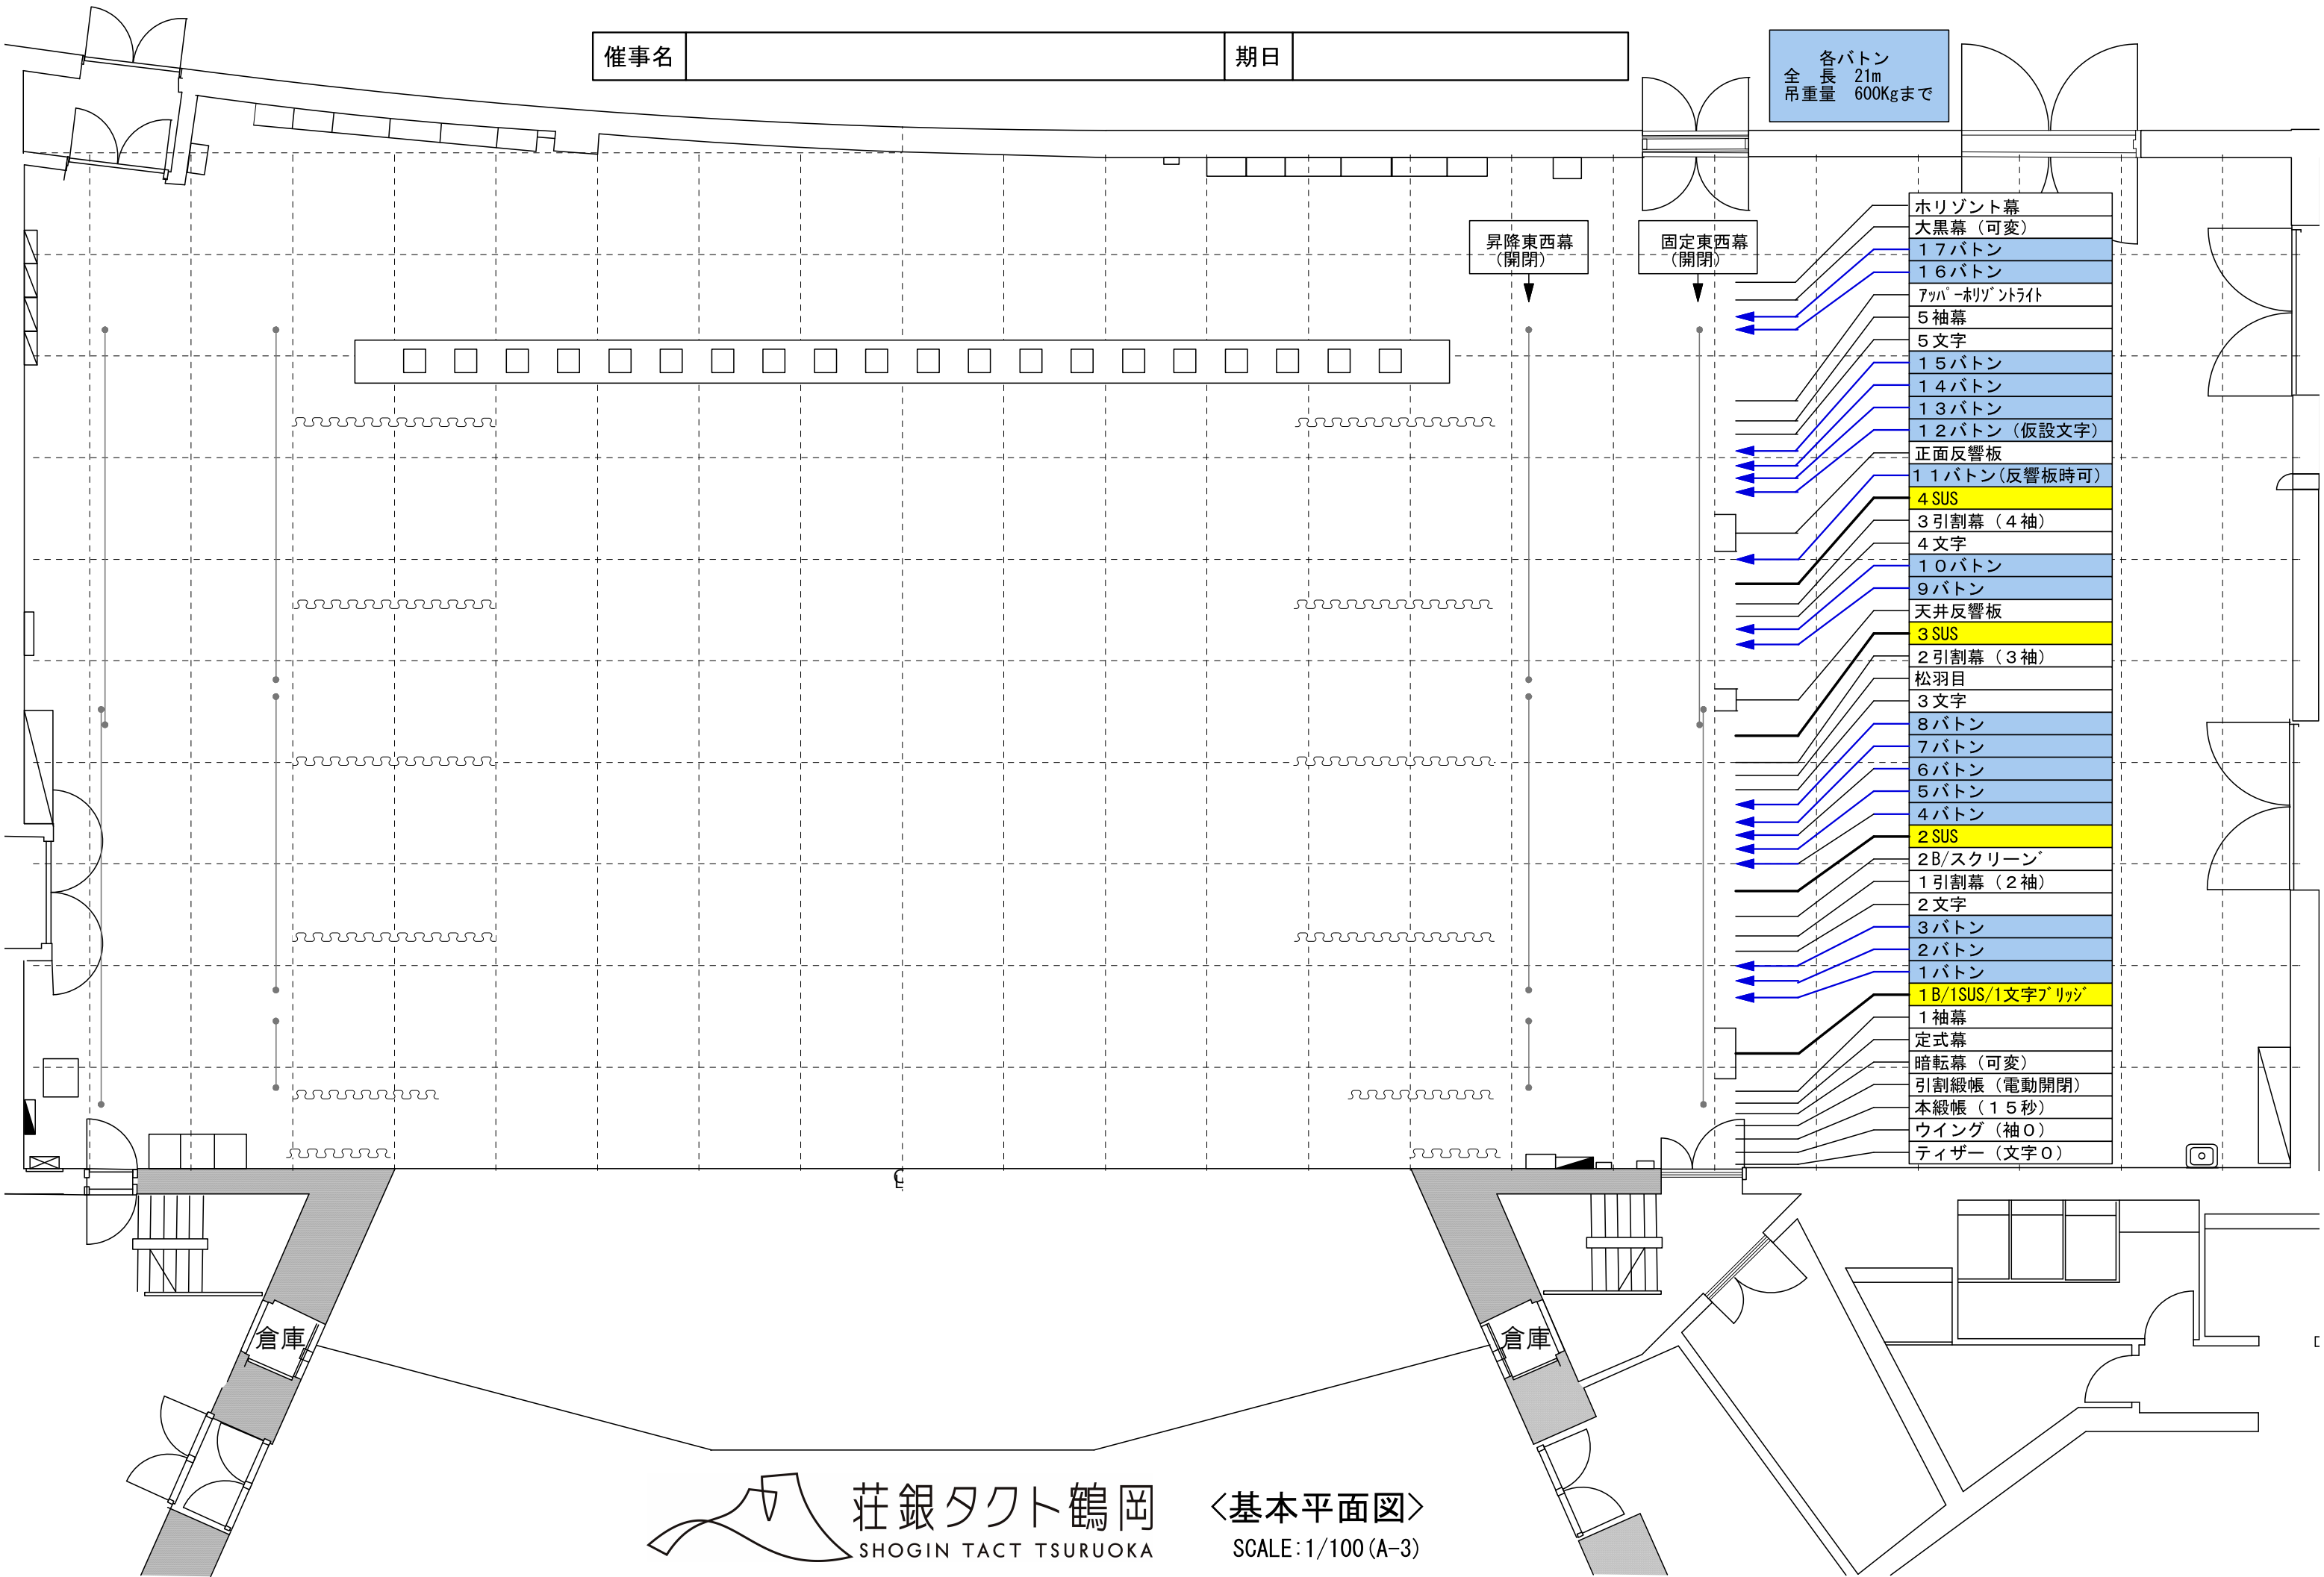 催事名
期日
各バトン
全　長　21m
吊重量　600Kgまで
昇降東西幕
（開閉）
固定東西幕
（開閉）
ホリゾント幕
大黒幕（可変）
１７バトン
１６バトン
ｱｯﾊﾟｰﾎﾘｿﾞﾝﾄﾗｲﾄ
５袖幕
５文字
１５バトン
１４バトン
１３バトン
１２バトン（仮設文字）
正面反響板
１１バトン(反響板時可)
４SUS
３引割幕（４袖）
４文字
１０バトン
９バトン
天井反響板
３SUS
２引割幕（３袖）
松羽目
３文字
８バトン
７バトン
６バトン
５バトン
４バトン
２SUS
２B/スクリーン゛
１引割幕（２袖）
２文字
３バトン
２バトン
１バトン
１B/1SUS/1文字ﾌﾞﾘｯｼﾞ
１袖幕
定式幕
暗転幕（可変）
引割緞帳（電動開閉）
本緞帳（１５秒）
ウイング（袖０）
ティザー（文字０）
℄
倉庫
倉庫
荘銀タクト鶴岡
SHOGIN TACT TSURUOKA
〈基本平面図〉
SCALE:1/100(A-3)